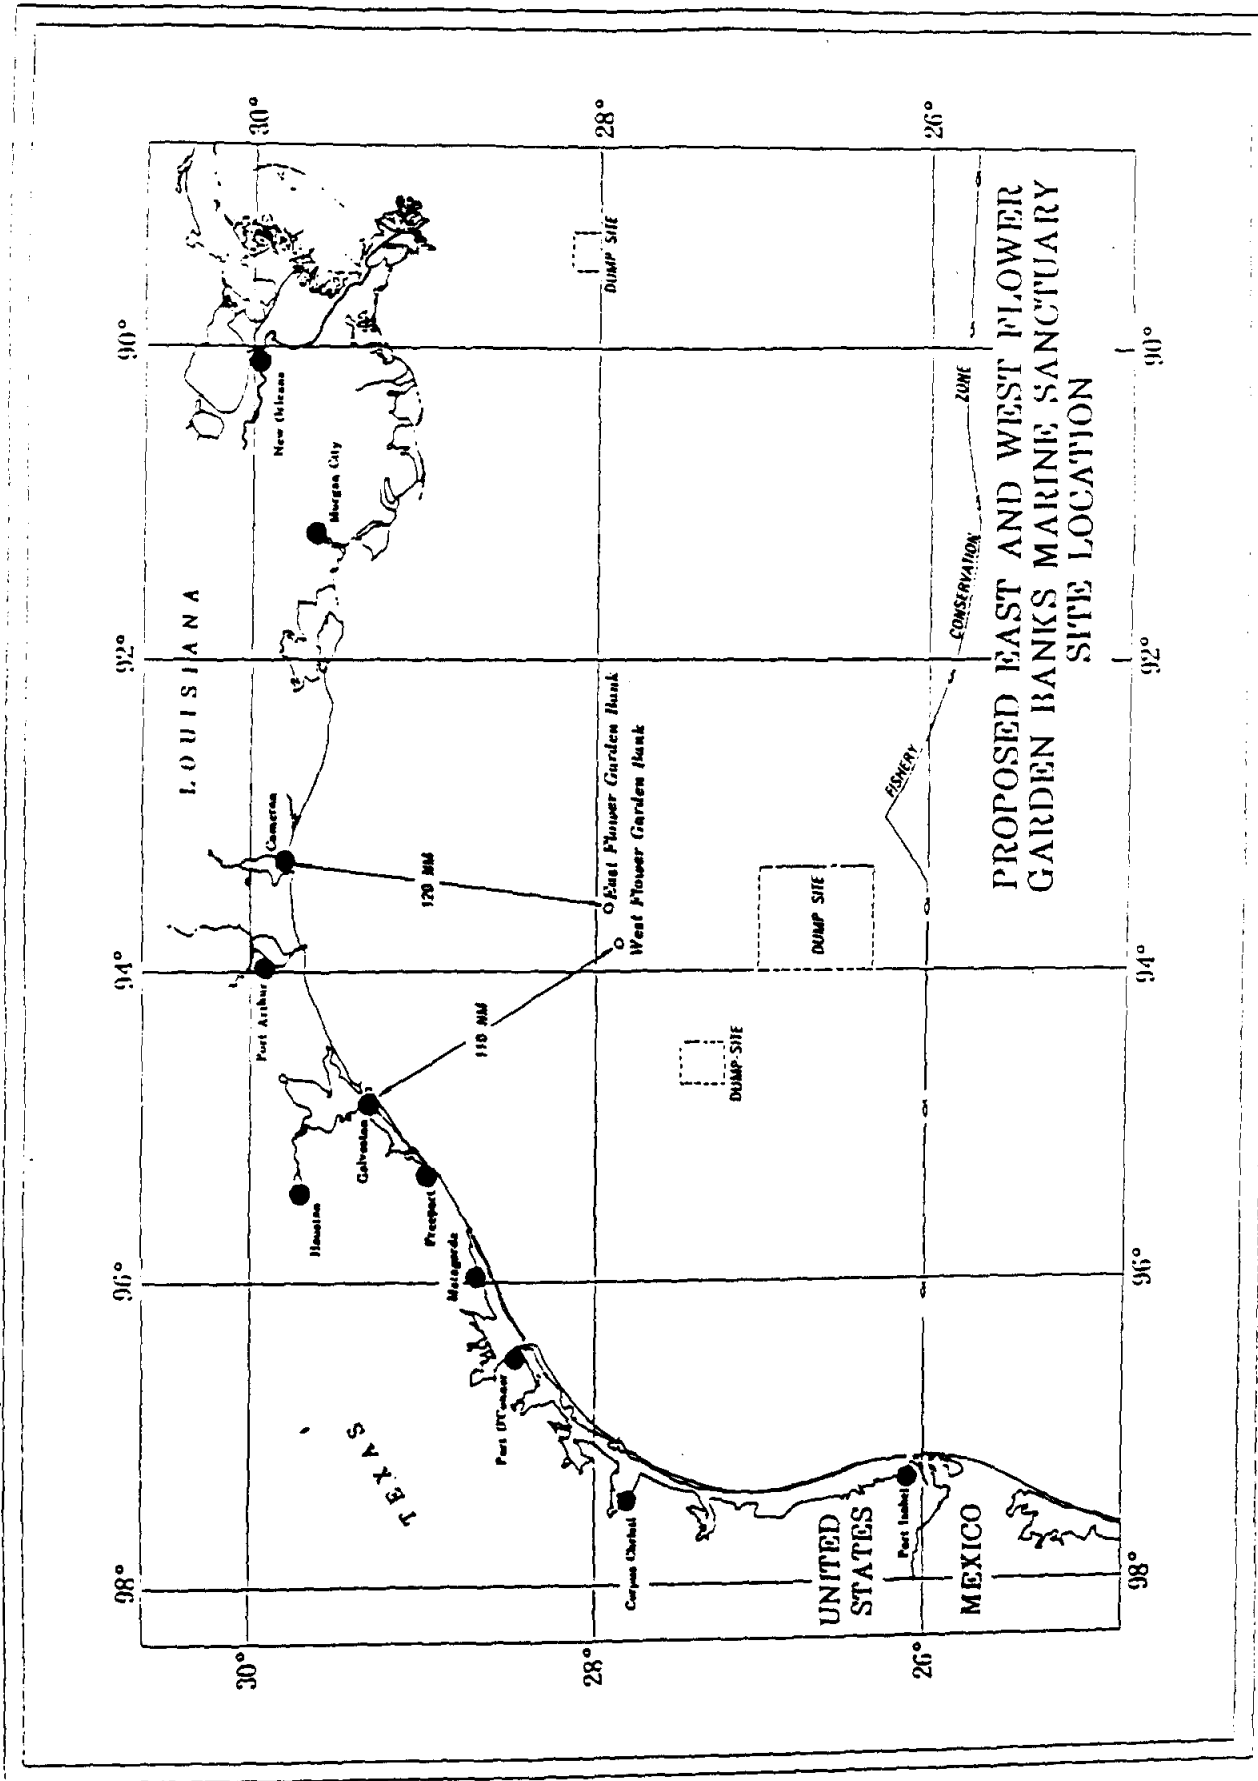 98°
96°
94°
92°
90°
30°
30°
LOUISIANA
TEXAS
New Orleans
Morgan City
Cameron
Port Arthur
Houston
Galveston
Freeport
Matagorda
Port O'Connor
Corpus Christi
Port Isabel
120 NM
110 NM
28°
28°
East Flower Garden Bank
West Flower Garden Bank
DUMP SITE
DUMP SITE
DUMP SITE
UNITED
STATES
MEXICO
26°
26°
FISHERY
CONSERVATION
ZONE
PROPOSED EAST AND WEST FLOWER
GARDEN BANKS MARINE SANCTUARY
SITE LOCATION
98°
96°
94°
92°
90°